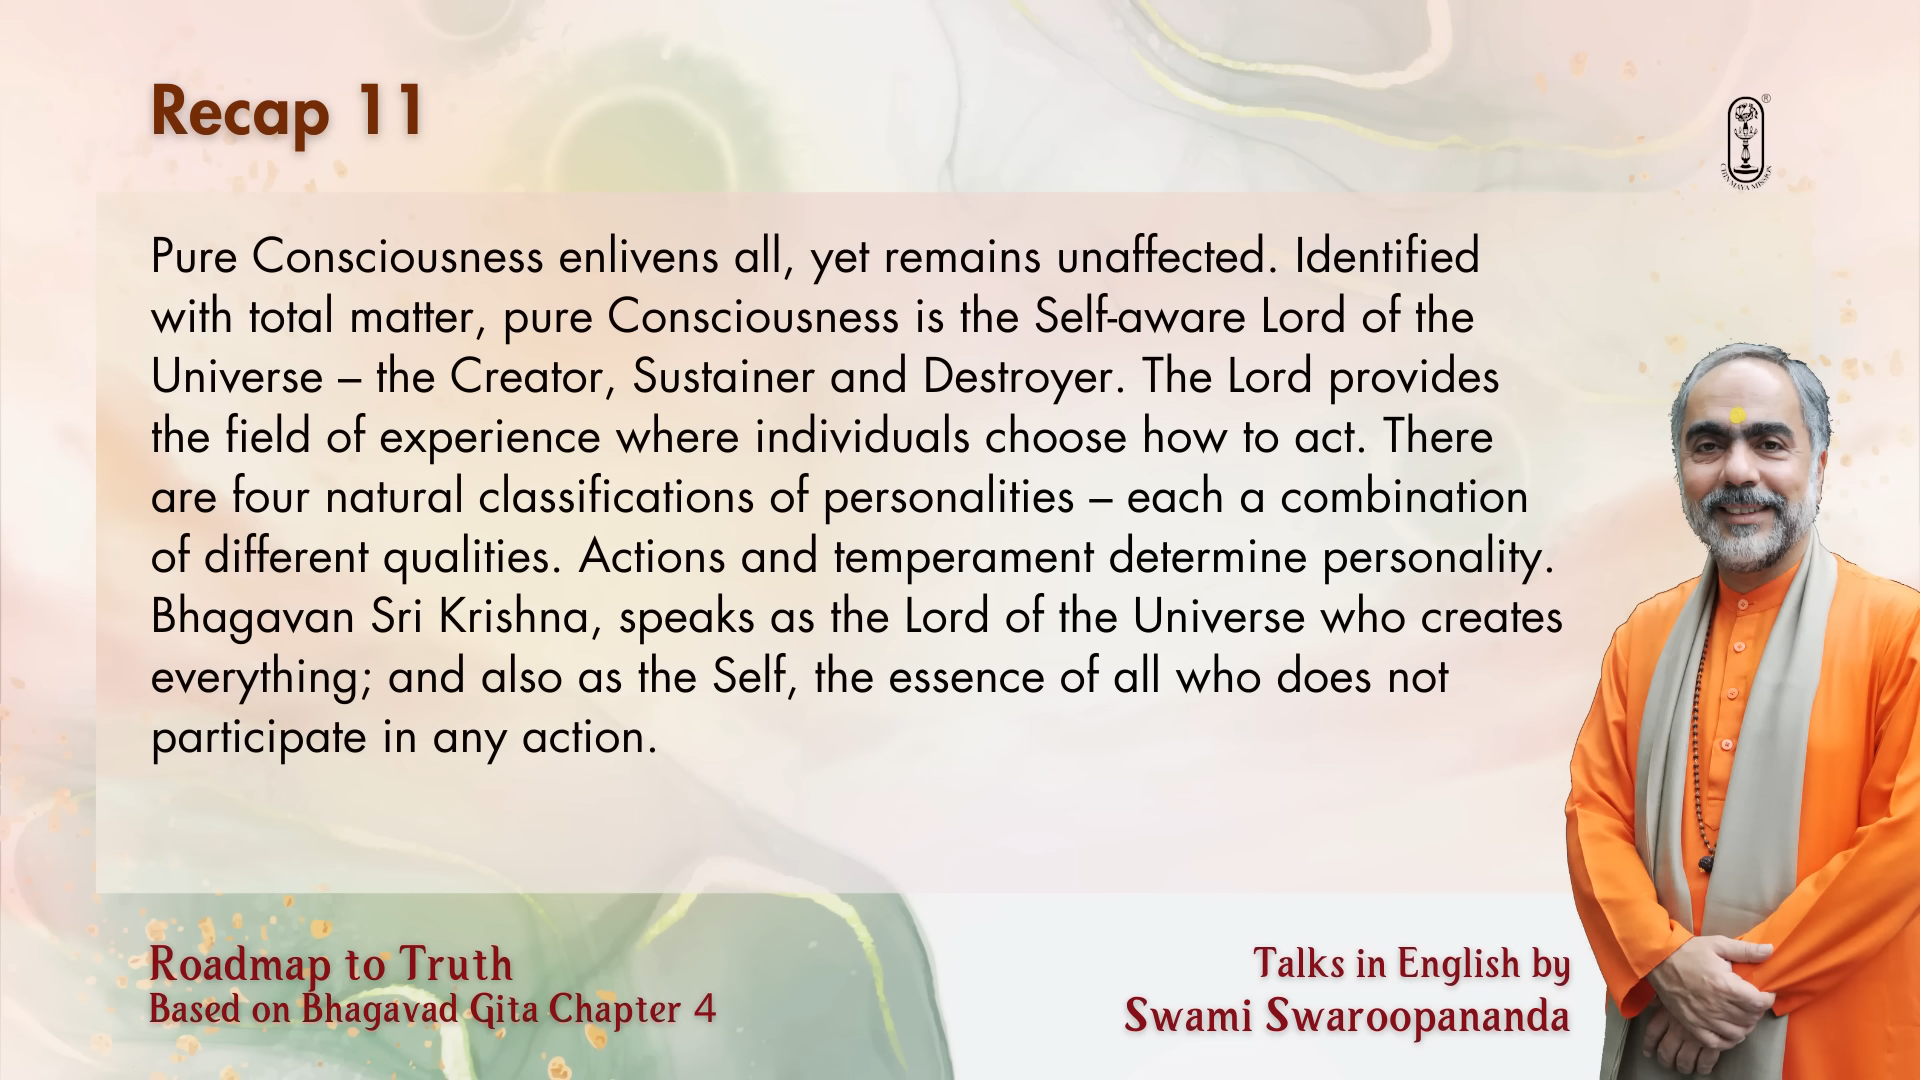 Recap 11
®
CHINMAYA MISSION
Pure Consciousness enlivens all, yet remains unaffected. Identified
with total matter, pure Consciousness is the Self-aware Lord of the
Universe – the Creator, Sustainer and Destroyer. The Lord provides
the field of experience where individuals choose how to act. There
are four natural classifications of personalities – each a combination
of different qualities. Actions and temperament determine personality.
Bhagavan Sri Krishna, speaks as the Lord of the Universe who creates
everything; and also as the Self, the essence of all who does not
participate in any action.
Roadmap to Truth
Based on Bhagavad Gita Chapter 4
Talks in English by
Swami Swaroopananda